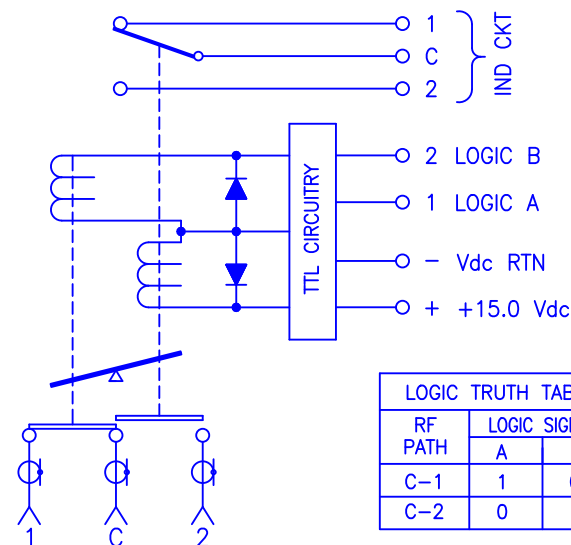 1
C
2
IND CKT
2 LOGIC B
1 LOGIC A
− Vdc RTN
+ +15.0 Vdc
TTL CIRCUITRY
LOGIC TRUTH
RF PATH
LOGIC
A
C−1 1
C−2 0
1 C 2